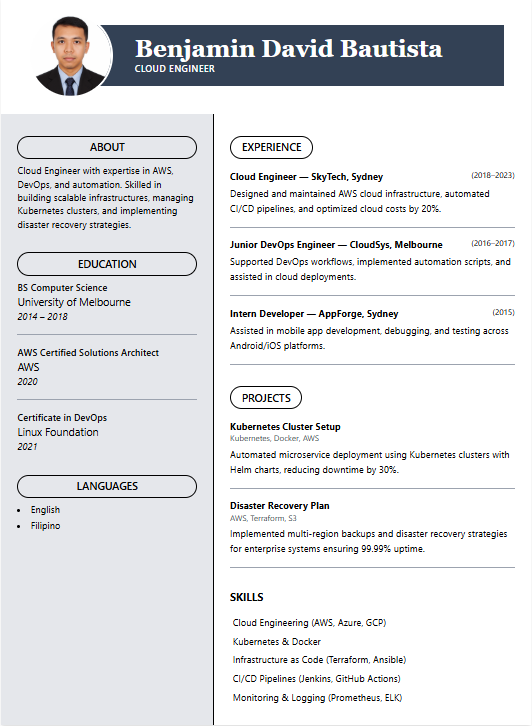 Benjamin David Bautista
CLOUD ENGINEER
ABOUT
Cloud Engineer with expertise in AWS,
DevOps, and automation. Skilled in
building scalable infrastructures, managing
Kubernetes clusters, and implementing
disaster recovery strategies.
EDUCATION
BS Computer Science
University of Melbourne
2014 – 2018
AWS Certified Solutions Architect
AWS
2020
Certificate in DevOps
Linux Foundation
2021
LANGUAGES
• English
• Filipino
EXPERIENCE
Cloud Engineer — SkyTech, Sydney (2018–2023)
Designed and maintained AWS cloud infrastructure, automated
CI/CD pipelines, and optimized cloud costs by 20%.
Junior DevOps Engineer — CloudSys, Melbourne (2016–2017)
Supported DevOps workflows, implemented automation scripts, and
assisted in cloud deployments.
Intern Developer — AppForge, Sydney (2015)
Assisted in mobile app development, debugging, and testing across
Android/iOS platforms.
PROJECTS
Kubernetes Cluster Setup
Kubernetes, Docker, AWS
Automated microservice deployment using Kubernetes clusters with
Helm charts, reducing downtime by 30%.
Disaster Recovery Plan
AWS, Terraform, S3
Implemented multi-region backups and disaster recovery strategies
for enterprise systems ensuring 99.99% uptime.
SKILLS
Cloud Engineering (AWS, Azure, GCP)
Kubernetes & Docker
Infrastructure as Code (Terraform, Ansible)
CI/CD Pipelines (Jenkins, GitHub Actions)
Monitoring & Logging (Prometheus, ELK)